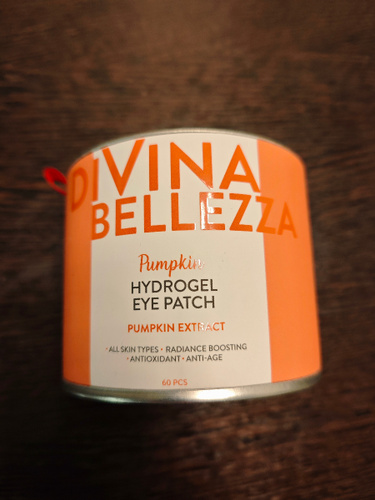 DIVINA
BELLEZZA
Pumpkin
HYDROGEL
EYE PATCH
PUMPKIN EXTRACT
· ALL SKIN TYPES · RADIANCE BOOSTING
· ANTIOXIDANT · ANTI-AGE
60 PCS